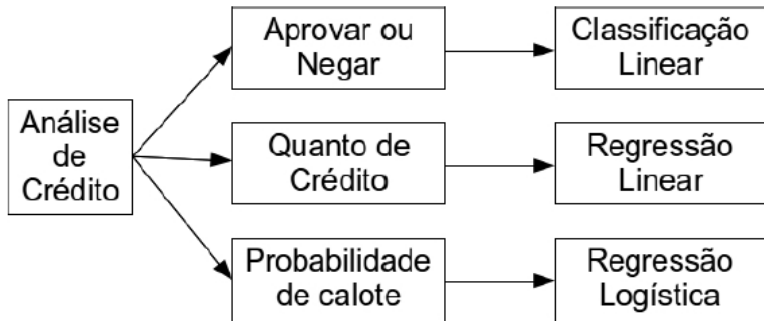 Análise
de
Crédito
Aprovar ou
Negar
Classificação
Linear
Quanto de
Crédito
Regressão
Linear
Probabilidade
de calote
Regressão
Logística